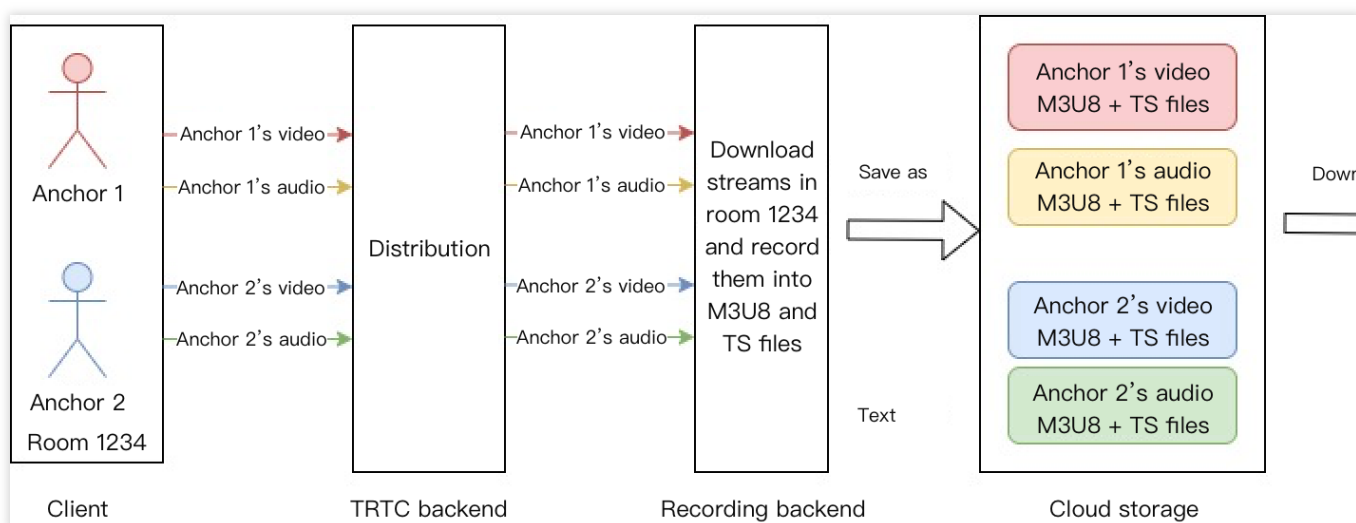 Anchor 1
Anchor 2
Room 1234
Client
Anchor 1's video
Anchor 1's audio
Anchor 2's video
Anchor 2's audio
Distribution
TRTC backend
Anchor 1's video
Anchor 1's audio
Anchor 2's video
Anchor 2's audio
Download
streams in
room 1234
and record
them into
M3U8 and
TS files
Recording backend
Save as
Text
Anchor 1's video
M3U8 + TS files
Anchor 1's audio
M3U8 + TS files
Anchor 2's video
M3U8 + TS files
Anchor 2's audio
M3U8 + TS files
Cloud storage